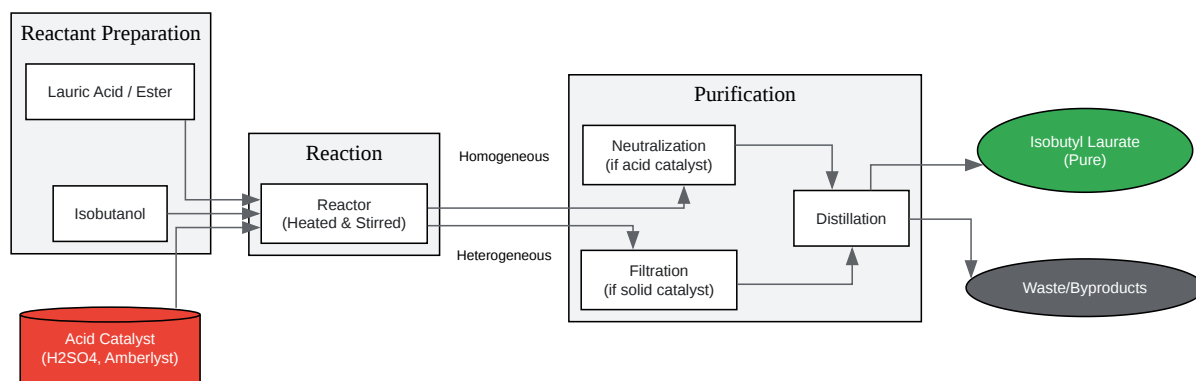 Reactant Preparation
Lauric Acid / Ester
Isobutanol
Acid Catalyst
(H2SO4, Amberlyst)
Reaction
Reactor
(Heated & Stirred)
Homogeneous
Heterogeneous
Purification
Neutralization
(if acid catalyst)
Filtration
(if solid catalyst)
Distillation
Isobutyl Laurate
(Pure)
Waste/Byproducts